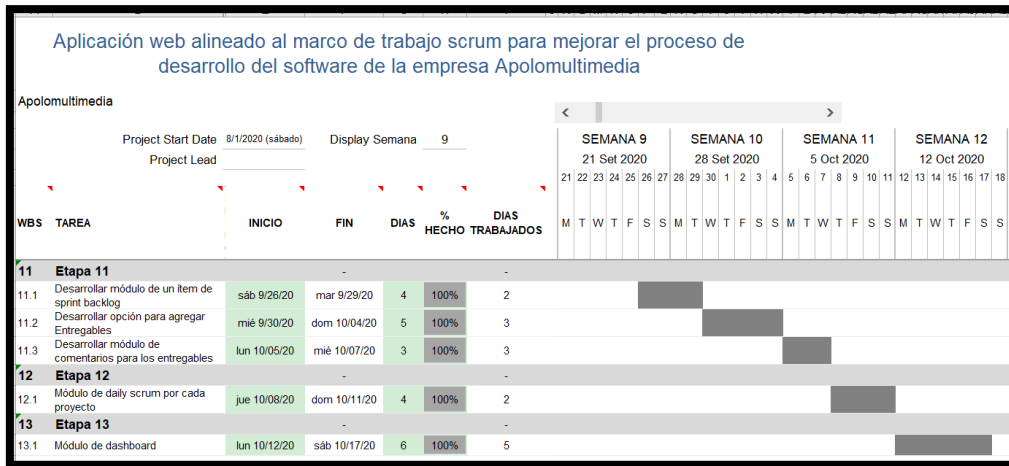 Aplicación web alineado al marco de trabajo scrum para mejorar el proceso de
desarrollo del software de la empresa Apolomultimedia
Apolomultimedia
Project Start Date 8/1/2020 (sábado) Display Semana 9
Project Lead
SEMANA 9 SEMANA 10 SEMANA 11 SEMANA 12
21 Set 2020 28 Set 2020 5 Oct 2020 12 Oct 2020
21 22 23 24 25 26 27 28 29 30 1 2 3 4 5 6 7 8 9 10 11 12 13 14 15 16 17 18
WBS TAREA INICIO FIN DIAS % HECHO DIAS TRABAJADOS M T W T F S S M T W T F S S M T W T F S S M T W T F S S
11 Etapa 11 - -
11.1 Desarrollar módulo de un ítem de
sprint backlog sáb 9/26/20 mar 9/29/20 4 100% 2
11.2 Desarrollar opción para agregar
Entregables mié 9/30/20 dom 10/04/20 5 100% 3
11.3 Desarrollar módulo de
comentarios para los entregables lun 10/05/20 mié 10/07/20 3 100% 3
12 Etapa 12 - -
12.1 Módulo de daily scrum por cada
proyecto jue 10/08/20 dom 10/11/20 4 100% 2
13 Etapa 13 - -
13.1 Módulo de dashboard lun 10/12/20 sáb 10/17/20 6 100% 5